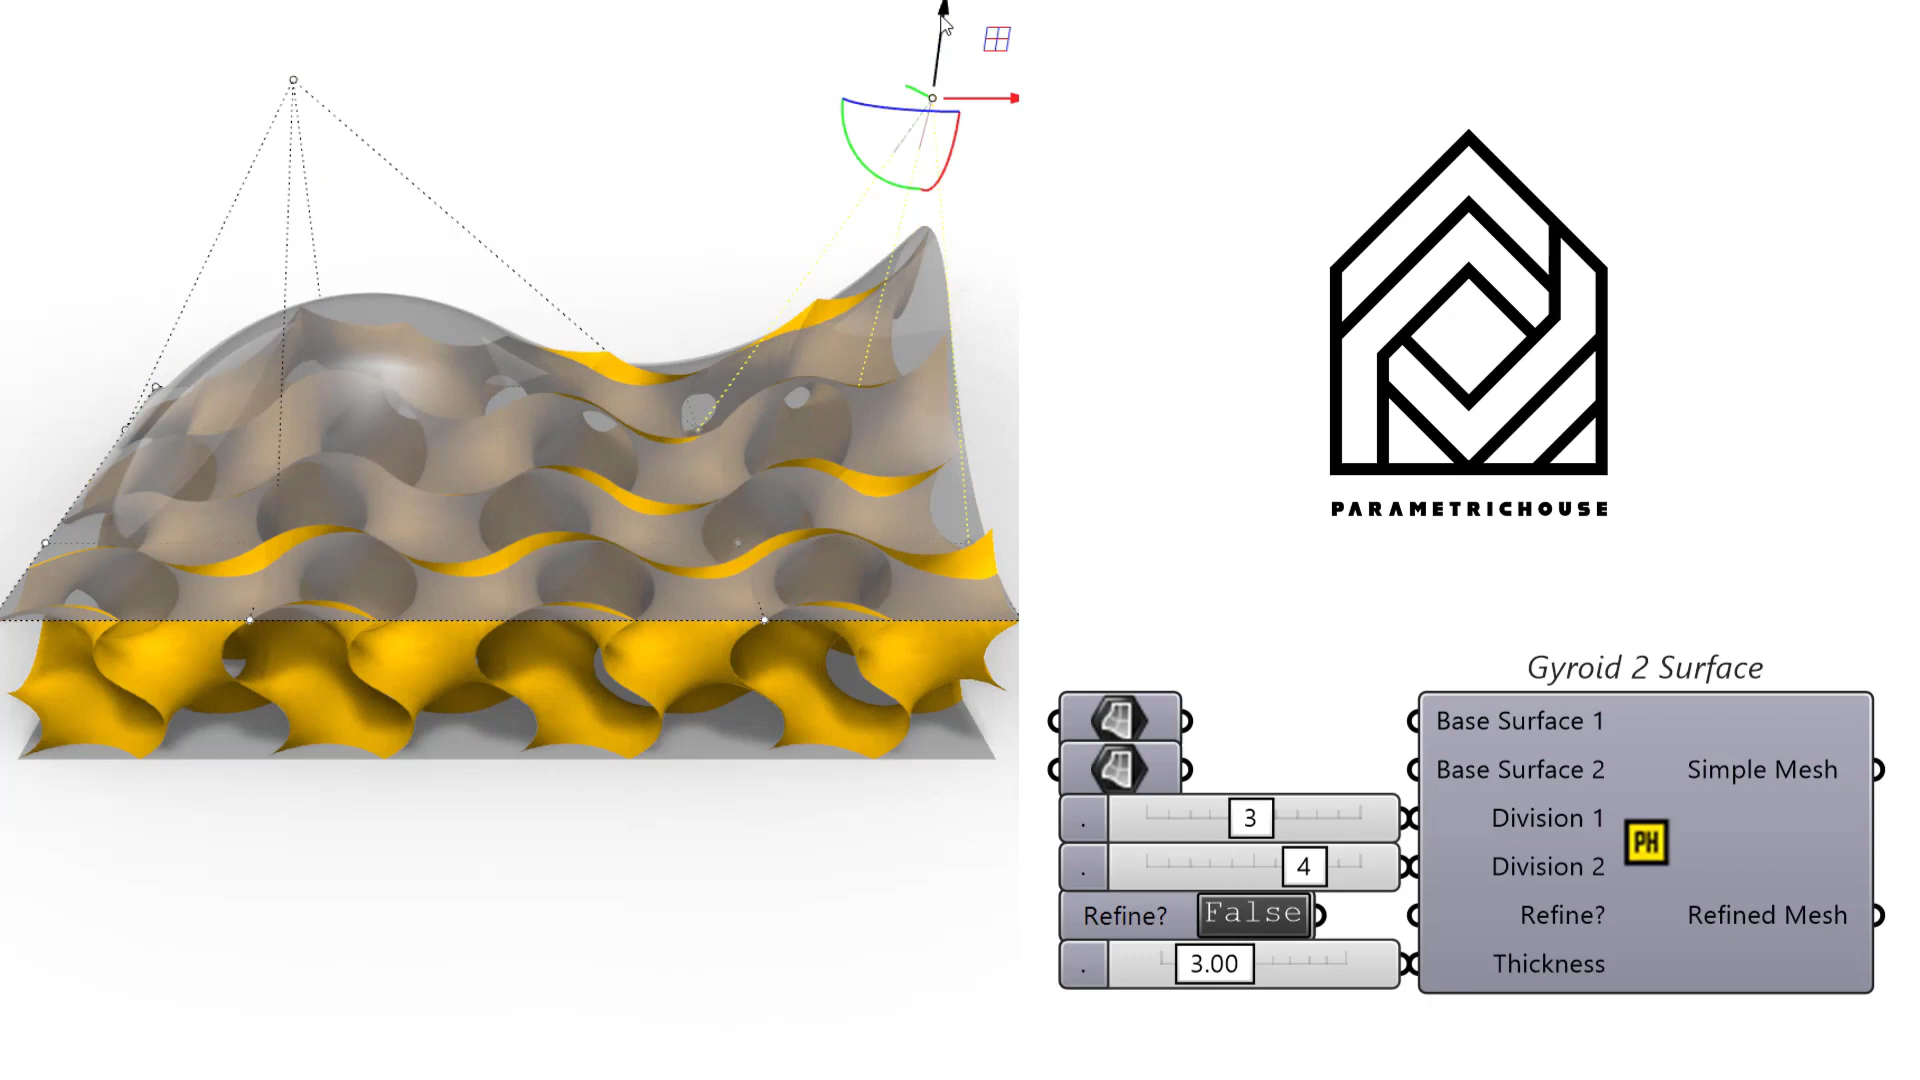 PARAMETRICHOUSE
Gyroid 2 Surface
Base Surface 1
Base Surface 2
Simple Mesh
. 3
Division 1
. 4
Division 2
PH
Refine? False
Refine?
Refined Mesh
. 3.00
Thickness